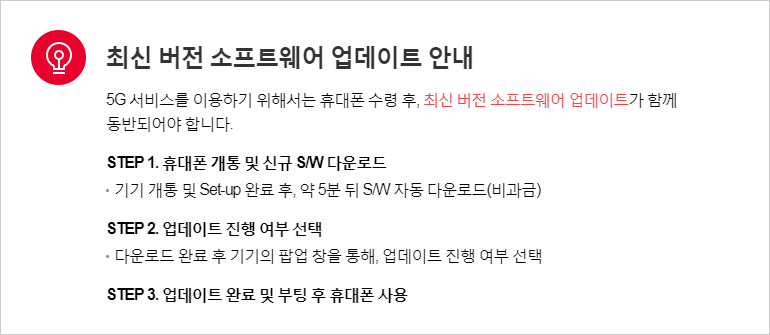 최신 버전 소프트웨어 업데이트 안내
5G 서비스를 이용하기 위해서는 휴대폰 수령 후, 최신 버전 소프트웨어 업데이트가 함께
동반되어야 합니다.
STEP 1. 휴대폰 개통 및 신규 S/W 다운로드
• 기기 개통 및 Set-up 완료 후, 약 5분 뒤 S/W 자동 다운로드(비과금)
STEP 2. 업데이트 진행 여부 선택
• 다운로드 완료 후 기기의 팝업 창을 통해, 업데이트 진행 여부 선택
STEP 3. 업데이트 완료 및 부팅 후 휴대폰 사용